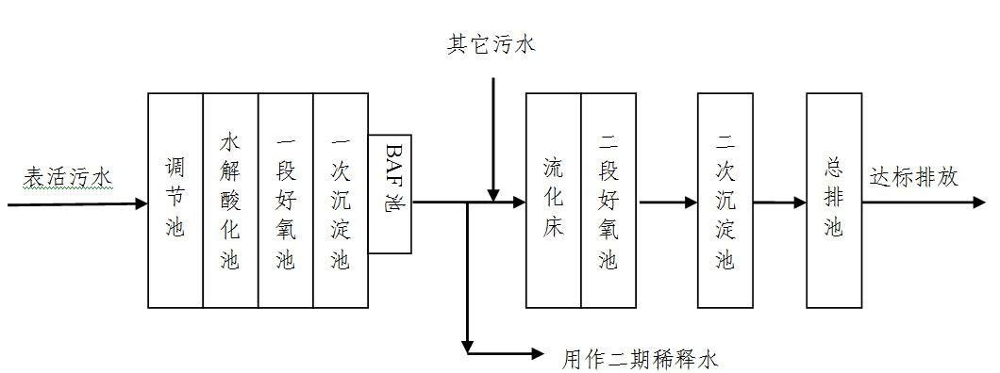 其它污水
表活污水
调节池
水解酸化池
一段好氧池
一次沉淀池
BAF池
流化床
二段好氧池
二次沉淀池
总排池
达标排放
用作二期稀释水